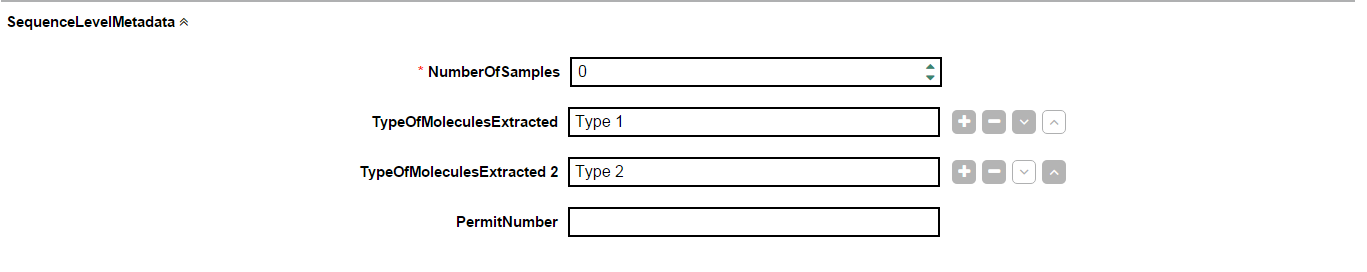 SequenceLevelMetadata
* NumberOfSamples 0
TypeOfMoleculesExtracted Type 1
TypeOfMoleculesExtracted 2 Type 2
PermitNumber